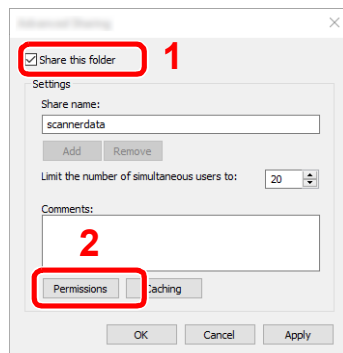 Advanced Sharing
Share this folder
1
Settings
Share name:
scannerdata
Add Remove
Limit the number of simultaneous users to: 20
Comments:
2
Permissions Caching
OK Cancel Apply